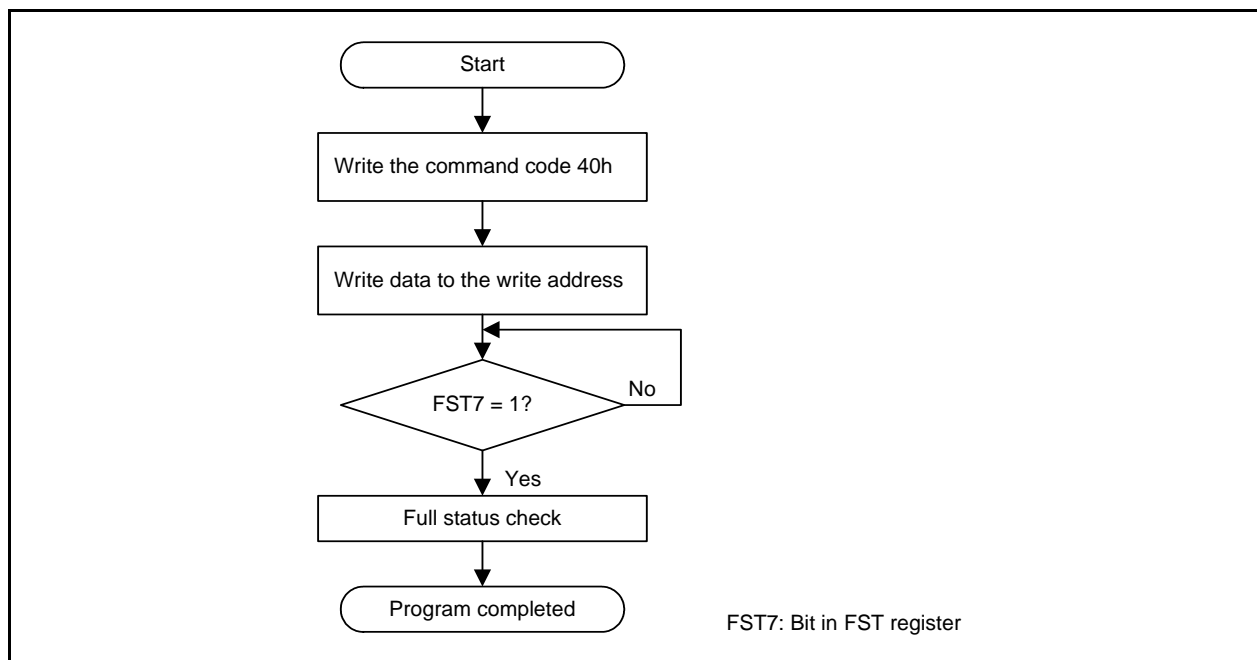 Start
Write the command code 40h
Write data to the write address
FST7 = 1?
No
Yes
Full status check
Program completed
FST7: Bit in FST register